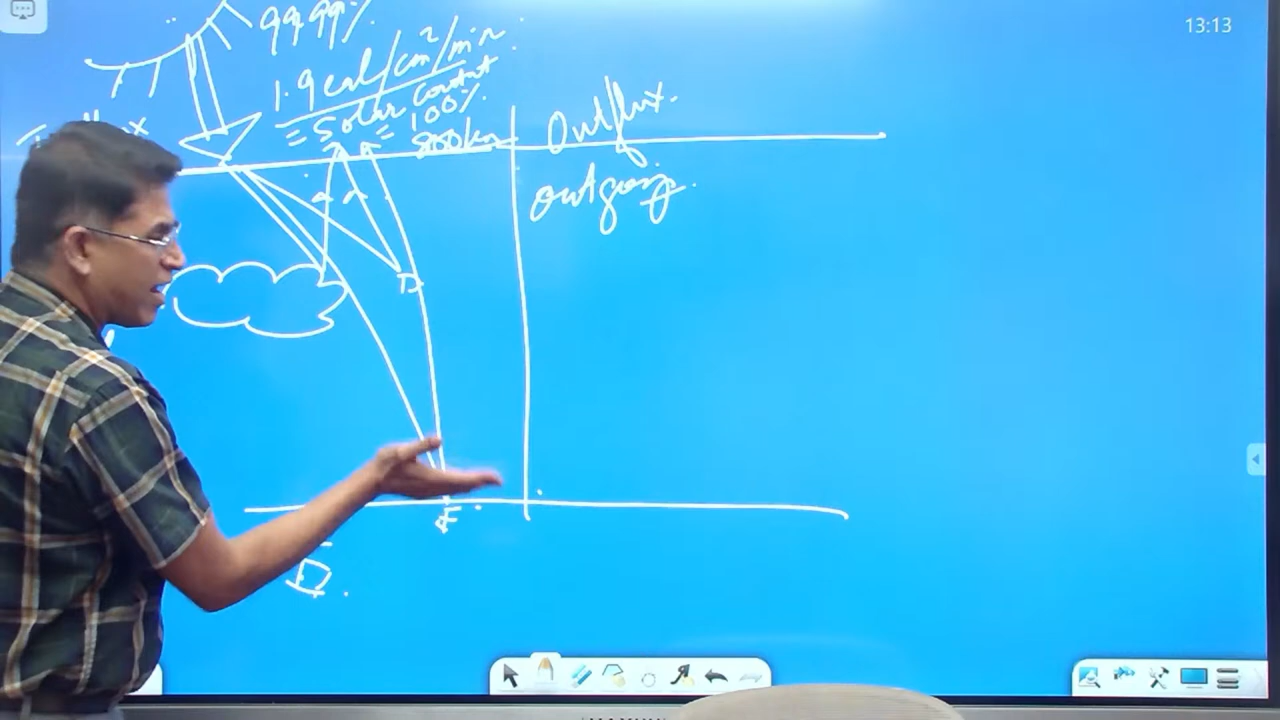 13:13
99.99%
1.9 cal/cm²/min
= Solar constant
= 100%
Outflux.
outgoing.
D
E